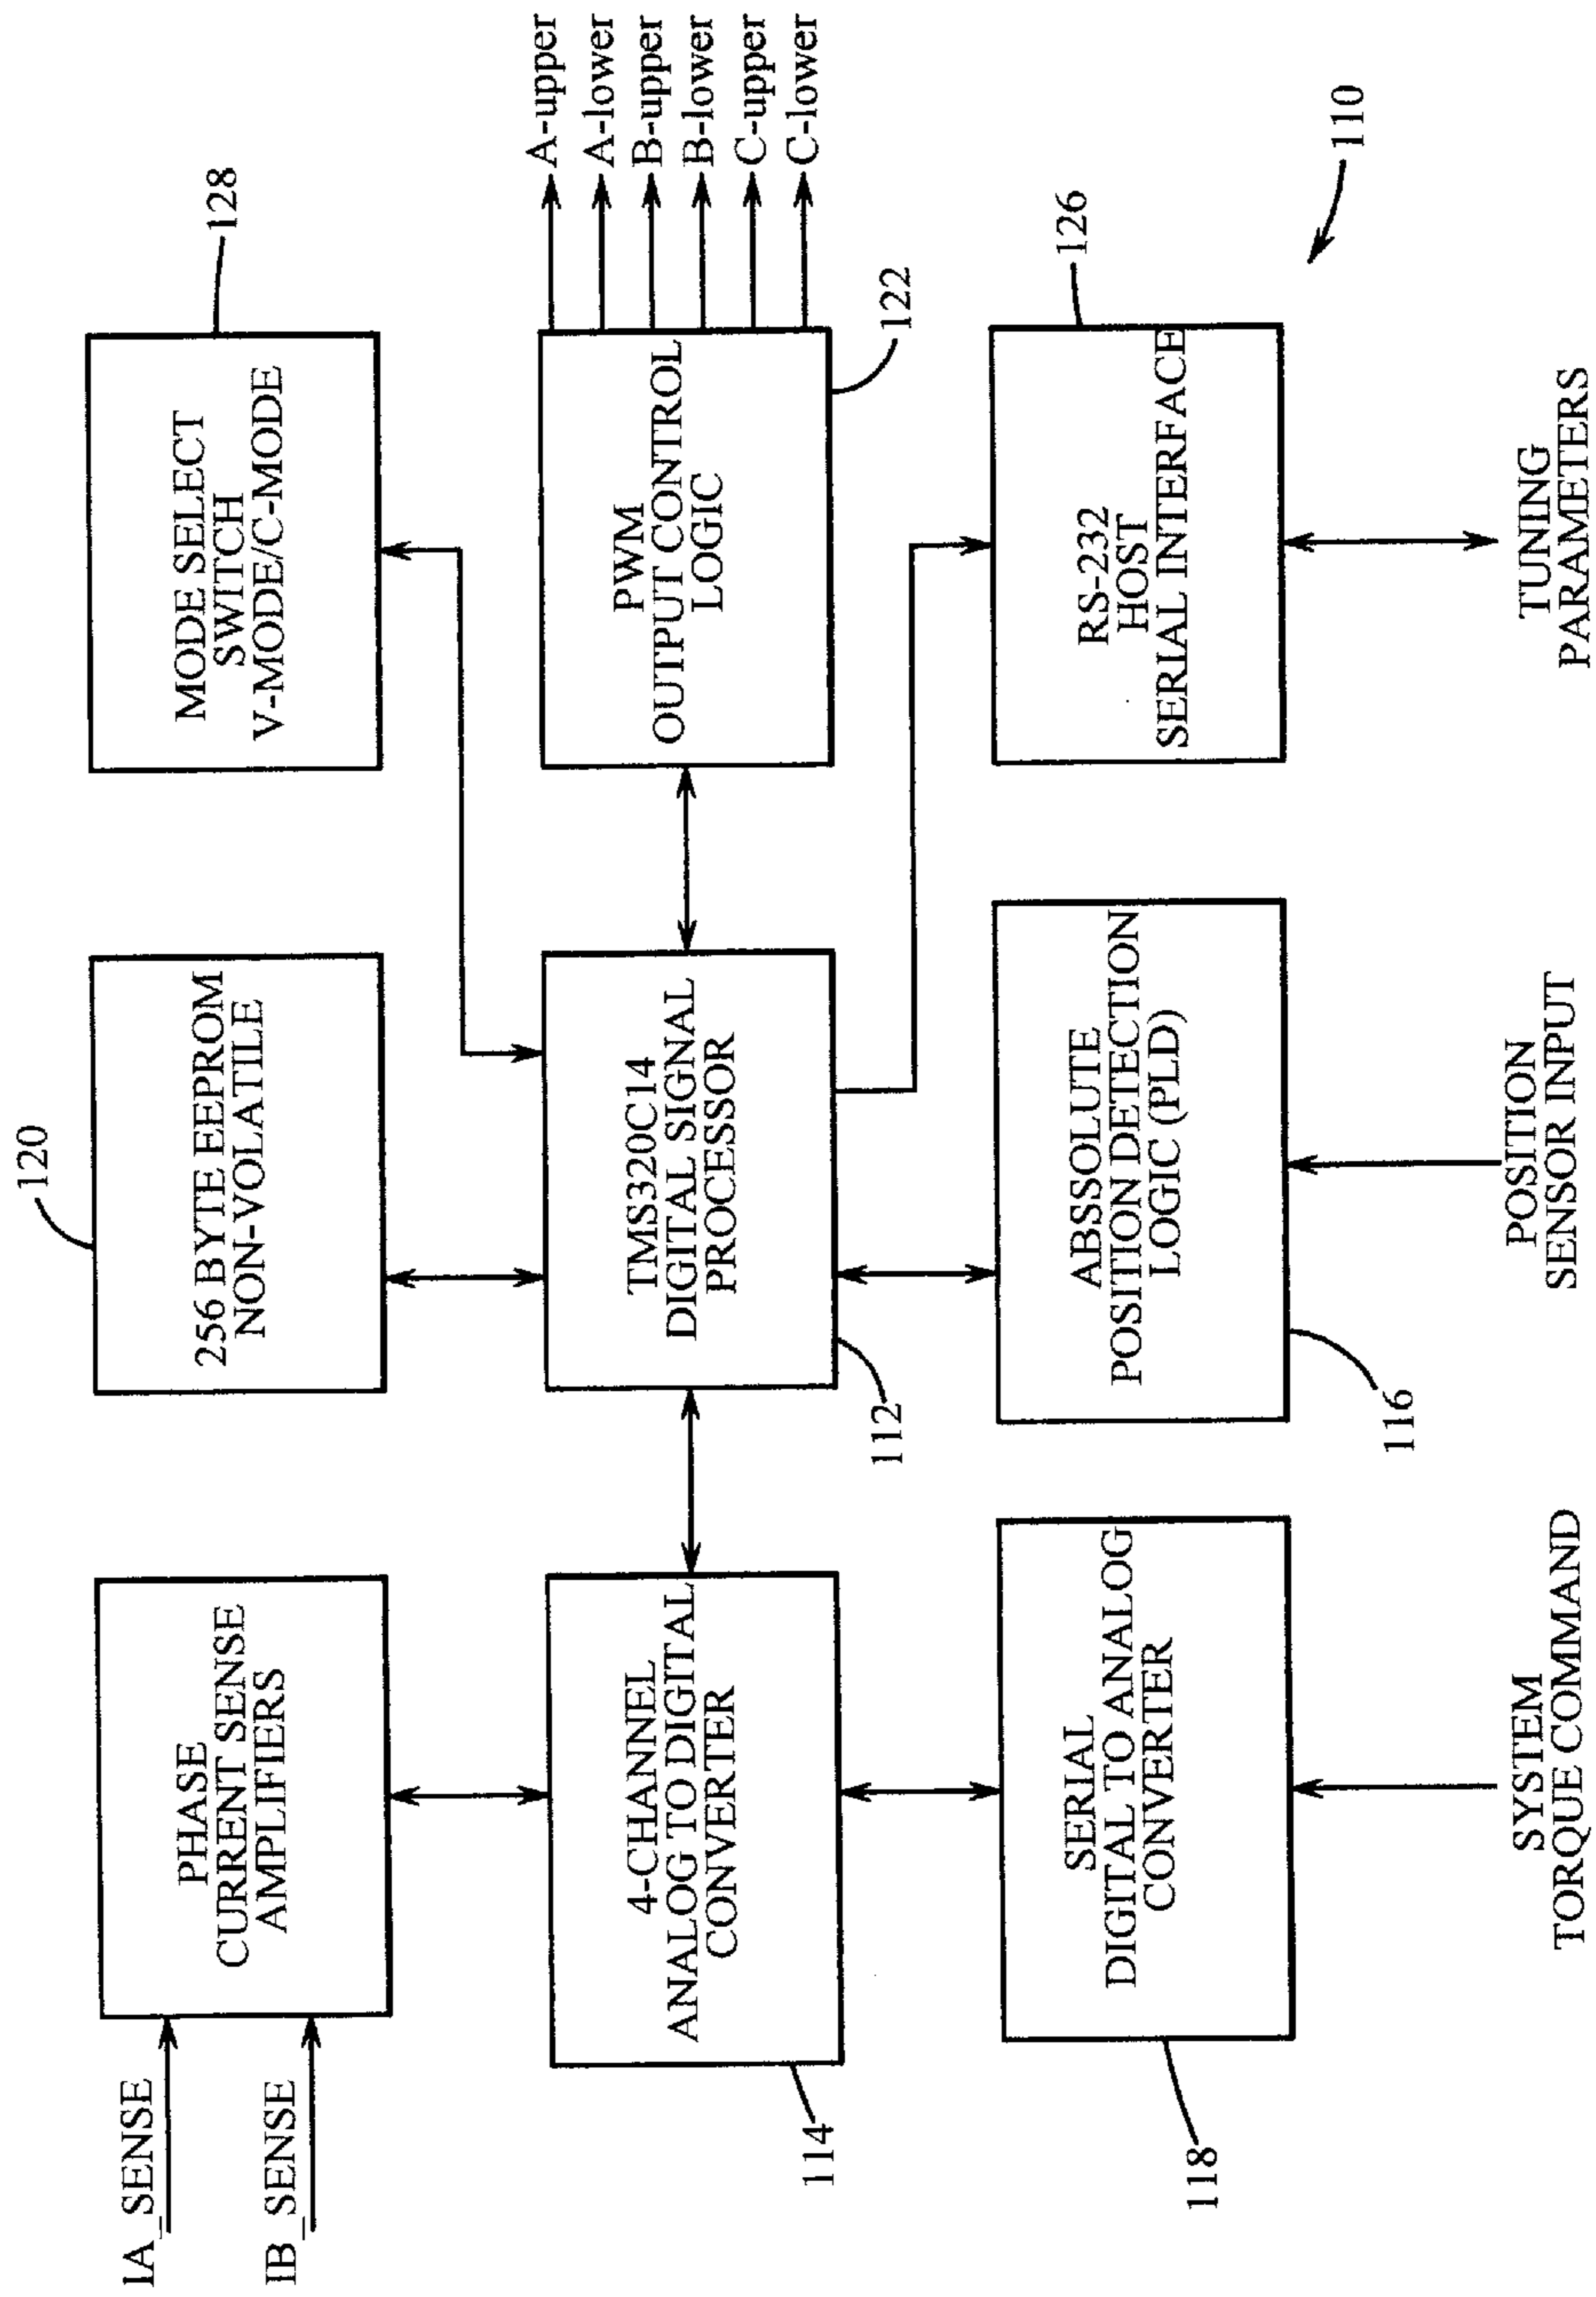 IA_SENSE
IB_SENSE
PHASE
CURRENT SENSE
AMPLIFIERS
120
256 BYTE EEPROM
NON-VOLATILE
MODE SELECT
SWITCH
V-MODE/C-MODE
128
4-CHANNEL
ANALOG TO DIGITAL
CONVERTER
114
TMS320C14
DIGITAL SIGNAL
PROCESSOR
112
PWM
OUTPUT CONTROL
LOGIC
122
A-upper
A-lower
B-upper
B-lower
C-upper
C-lower
SERIAL
DIGITAL TO ANALOG
CONVERTER
118
ABSSOLUTE
POSITION DETECTION
LOGIC (PLD)
116
RS-232
HOST
SERIAL INTERFACE
126
110
SYSTEM
TORQUE COMMAND
POSITION
SENSOR INPUT
TUNING
PARAMETERS